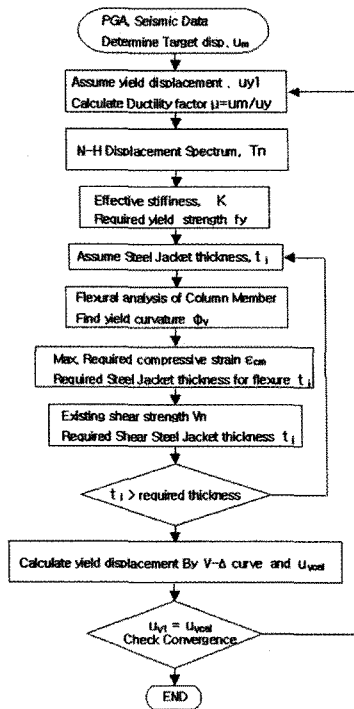 PGA, Seismic Data
Determine Target disp, um
Assume yield displacement , uy1
Calculate Ductility factor μ=um/uy
N-H Displacement Spectrum, Tn
Effective stiffness, K
Required yield strength fy
Assume Steel Jacket thickness, tj
Flexural analysis of Column Member
Find yield curvature Φy
Max. Required compressive strain εcm
Required Steel Jacket thickness for flexure tj
Existing shear strength Vn
Required Shear Steel Jacket thickness tj
tj > required thickness
Calculate yield displacement By V-Δ curve and uycal
uy1 = uycal
Check Convergence
END